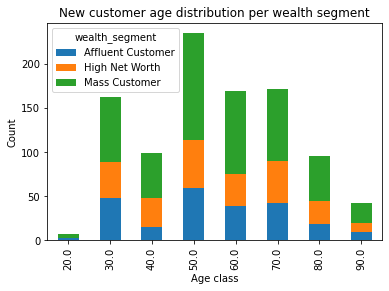 New customer age distribution per wealth segment
wealth_segment
Affluent Customer
High Net Worth
Mass Customer
200
150
100
50
0
Count
20.0
30.0
40.0
50.0
60.0
70.0
80.0
90.0
Age class